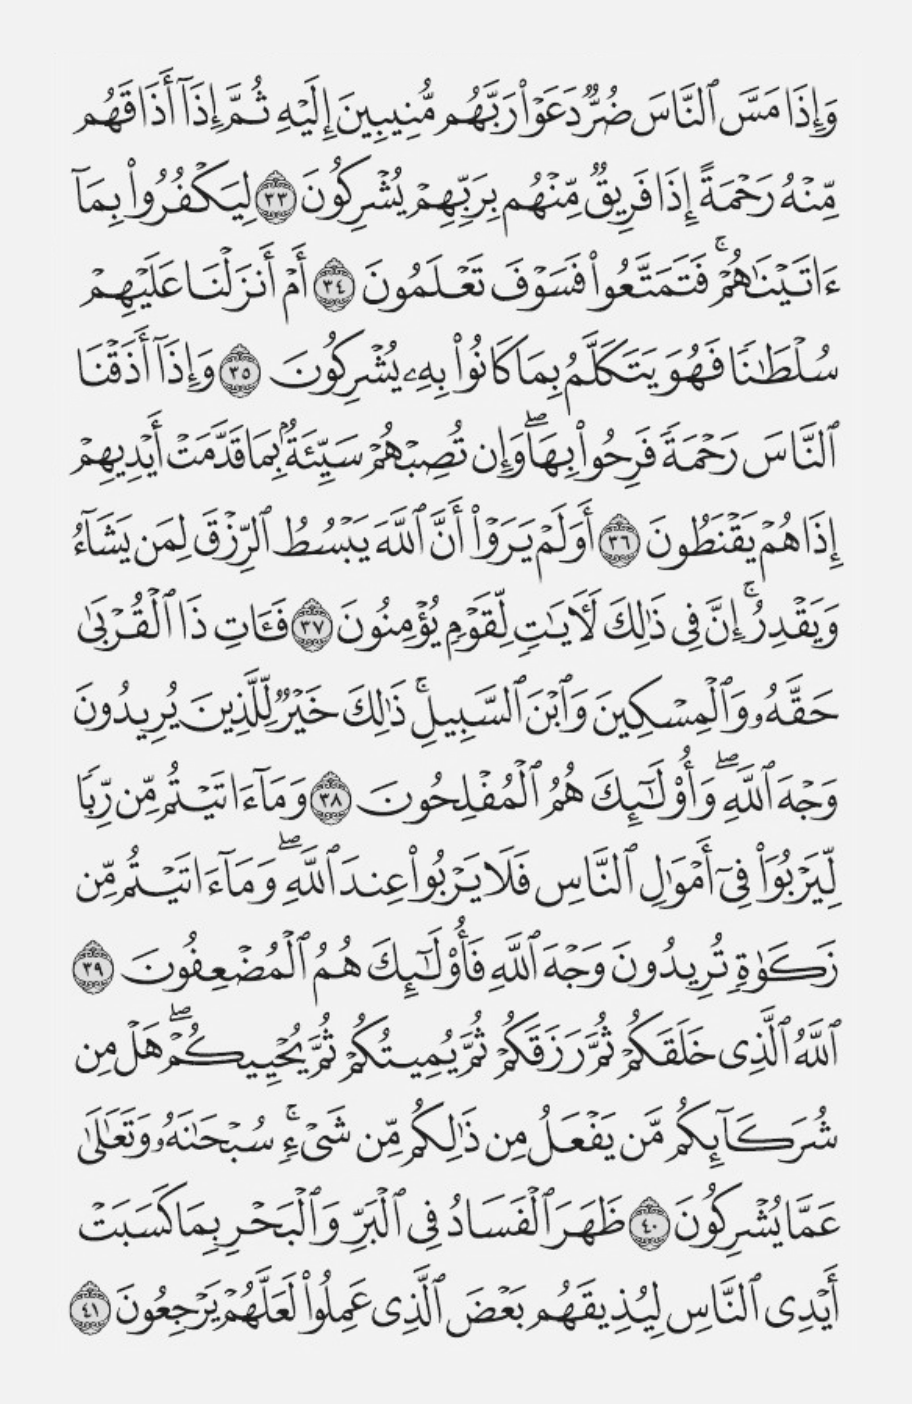 وَإِذَا مَسَّ ٱلنَّاسَ ضُرٌّ دَعَوْا۟ رَبَّهُم مُّنِيبِينَ إِلَيْهِ ثُمَّ إِذَآ أَذَاقَهُم
مِّنْهُ رَحْمَةً إِذَا فَرِيقٌ مِّنْهُم بِرَبِّهِمْ يُشْرِكُونَ ٣٣ لِيَكْفُرُوا۟ بِمَآ
ءَاتَيْنَـٰهُمْ ۚ فَتَمَتَّعُوا۟ فَسَوْفَ تَعْلَمُونَ ٣٤ أَمْ أَنزَلْنَا عَلَيْهِمْ
سُلْطَـٰنًا فَهُوَ يَتَكَلَّمُ بِمَا كَانُوا۟ بِهِۦ يُشْرِكُونَ ٣٥ وَإِذَآ أَذَقْنَا
ٱلنَّاسَ رَحْمَةً فَرِحُوا۟ بِهَا ۖ وَإِن تُصِبْهُمْ سَيِّئَةٌۢ بِمَا قَدَّمَتْ أَيْدِيهِمْ
إِذَا هُمْ يَقْنَطُونَ ٣٦ أَوَلَمْ يَرَوْا۟ أَنَّ ٱللَّهَ يَبْسُطُ ٱلرِّزْقَ لِمَن يَشَآءُ
وَيَقْدِرُ ۚ إِنَّ فِى ذَٰلِكَ لَـَٔايَـٰتٍ لِّقَوْمٍ يُؤْمِنُونَ ٣٧ فَـَٔاتِ ذَا ٱلْقُرْبَىٰ
حَقَّهُۥ وَٱلْمِسْكِينَ وَٱبْنَ ٱلسَّبِيلِ ۚ ذَٰلِكَ خَيْرٌ لِّلَّذِينَ يُرِيدُونَ
وَجْهَ ٱللَّهِ ۖ وَأُو۟لَـٰٓئِكَ هُمُ ٱلْمُفْلِحُونَ ٣٨ وَمَآ ءَاتَيْتُم مِّن رِّبًا
لِّيَرْبُوَا۟ فِىٓ أَمْوَٰلِ ٱلنَّاسِ فَلَا يَرْبُوا۟ عِندَ ٱللَّهِ ۖ وَمَآ ءَاتَيْتُم مِّن
زَكَوٰةٍ تُرِيدُونَ وَجْهَ ٱللَّهِ فَأُو۟لَـٰٓئِكَ هُمُ ٱلْمُضْعِفُونَ ٣٩
ٱللَّهُ ٱلَّذِى خَلَقَكُمْ ثُمَّ رَزَقَكُمْ ثُمَّ يُمِيتُكُمْ ثُمَّ يُحْيِيكُمْ ۖ هَلْ مِن
شُرَكَآئِكُم مَّن يَفْعَلُ مِن ذَٰلِكُم مِّن شَىْءٍ ۚ سُبْحَـٰنَهُۥ وَتَعَـٰلَىٰ
عَمَّا يُشْرِكُونَ ٤٠ ظَهَرَ ٱلْفَسَادُ فِى ٱلْبَرِّ وَٱلْبَحْرِ بِمَا كَسَبَتْ
أَيْدِى ٱلنَّاسِ لِيُذِيقَهُم بَعْضَ ٱلَّذِى عَمِلُوا۟ لَعَلَّهُمْ يَرْجِعُونَ ٤١